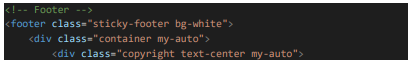 <!-- Footer -->
<footer class="sticky-footer bg-white">
<div class="container my-auto">
<div class="copyright text-center my-auto">